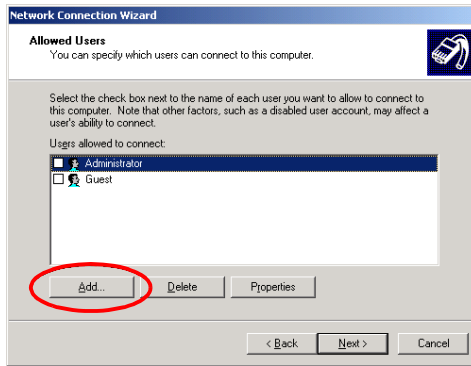 Network Connection Wizard
Allowed Users
You can specify which users can connect to this computer.
Select the check box next to the name of each user you want to allow to connect to
this computer. Note that other factors, such as a disabled user account, may affect a
user's ability to connect.
Users allowed to connect:
Administrator
Guest
Add...
Delete
Properties
< Back
Next >
Cancel